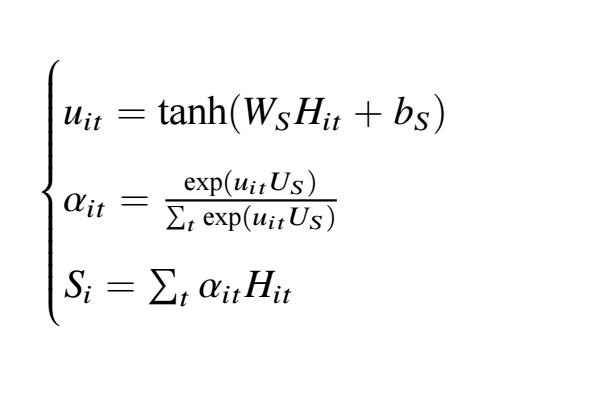 u_{it} = tanh(W_S H_{it} + b_S)
α_{it} = \frac{exp(u_{it} U_S)}{∑_t exp(u_{it} U_S)}
S_i = ∑_t α_{it} H_{it}